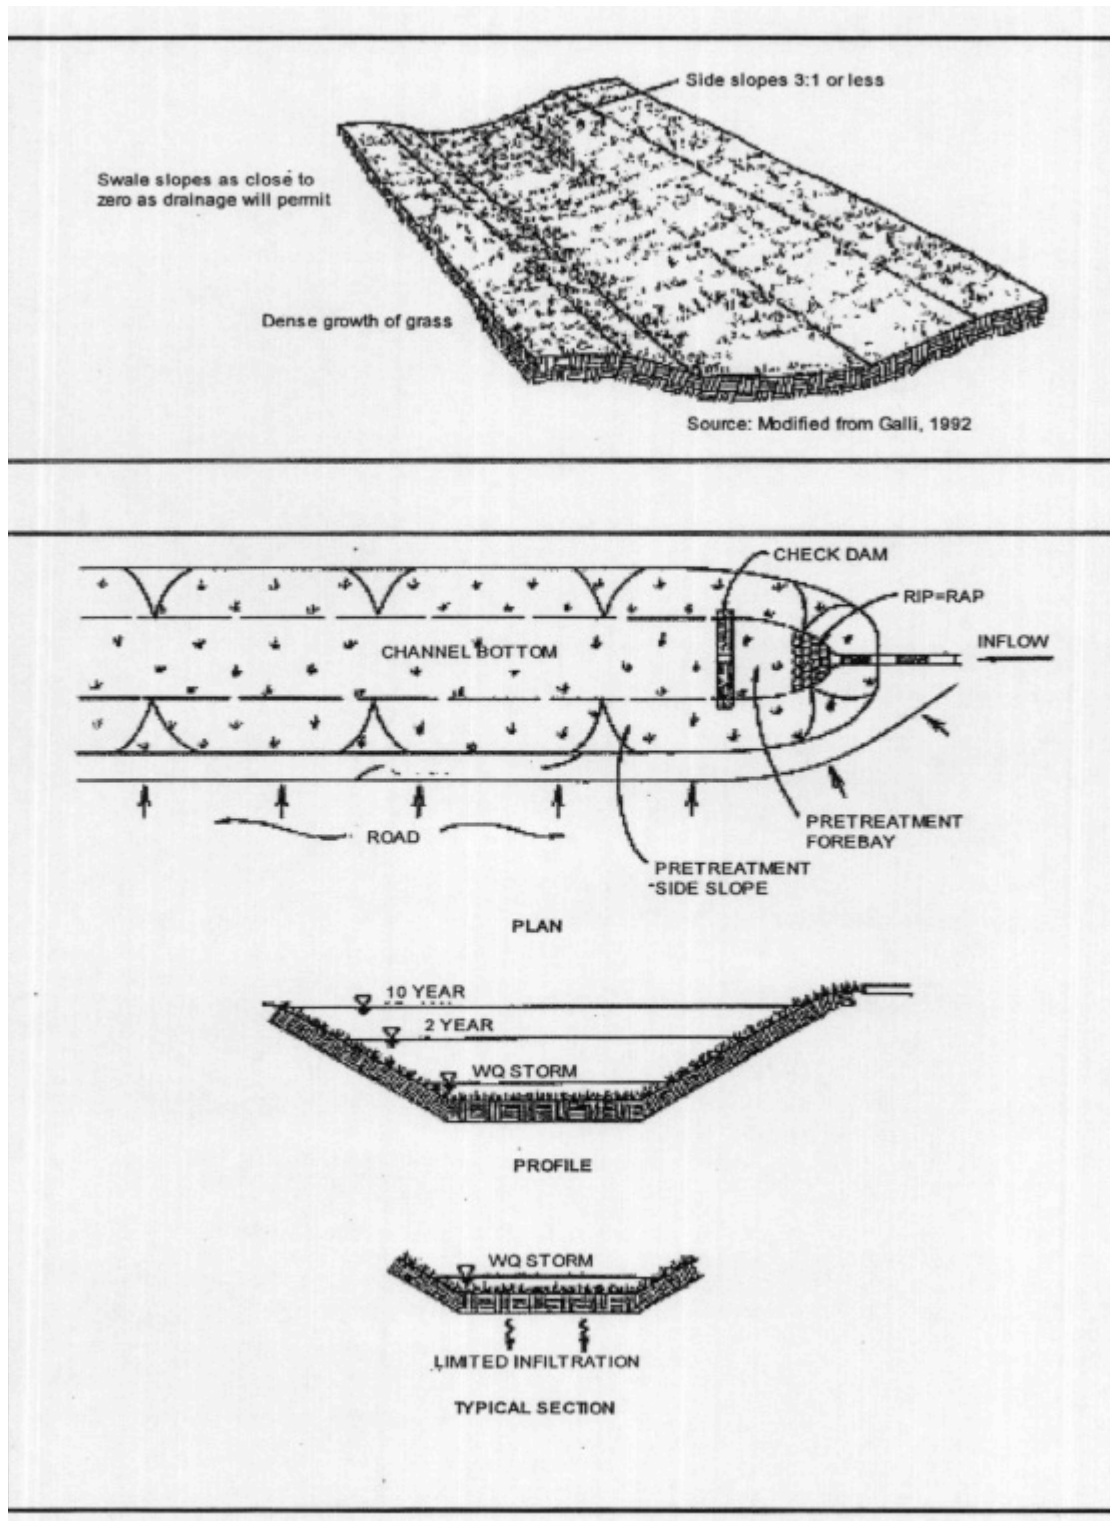 Side slopes 3:1 or less
Swale slopes as close to
zero as drainage will permit
Dense growth of grass
Source: Modified from Galli, 1992
CHECK DAM
RIP=RAP
INFLOW
CHANNEL BOTTOM
ROAD
PRETREATMENT
FOREBAY
PRETREATMENT
SIDE SLOPE
PLAN
10 YEAR
2 YEAR
WQ STORM
PROFILE
WQ STORM
LIMITED INFILTRATION
TYPICAL SECTION